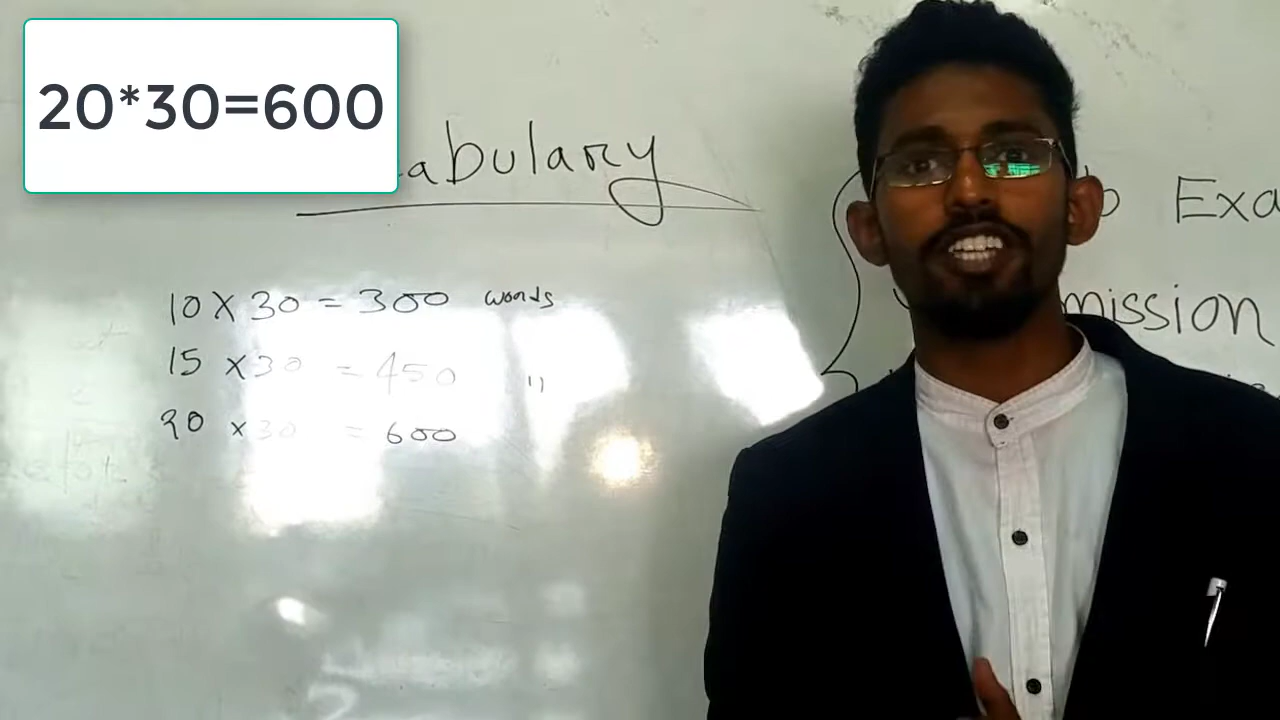 20*30=600
abulary
10 X 30 = 300 words
15 X 30 = 450 "
20 x 30 = 600
Exa
mission